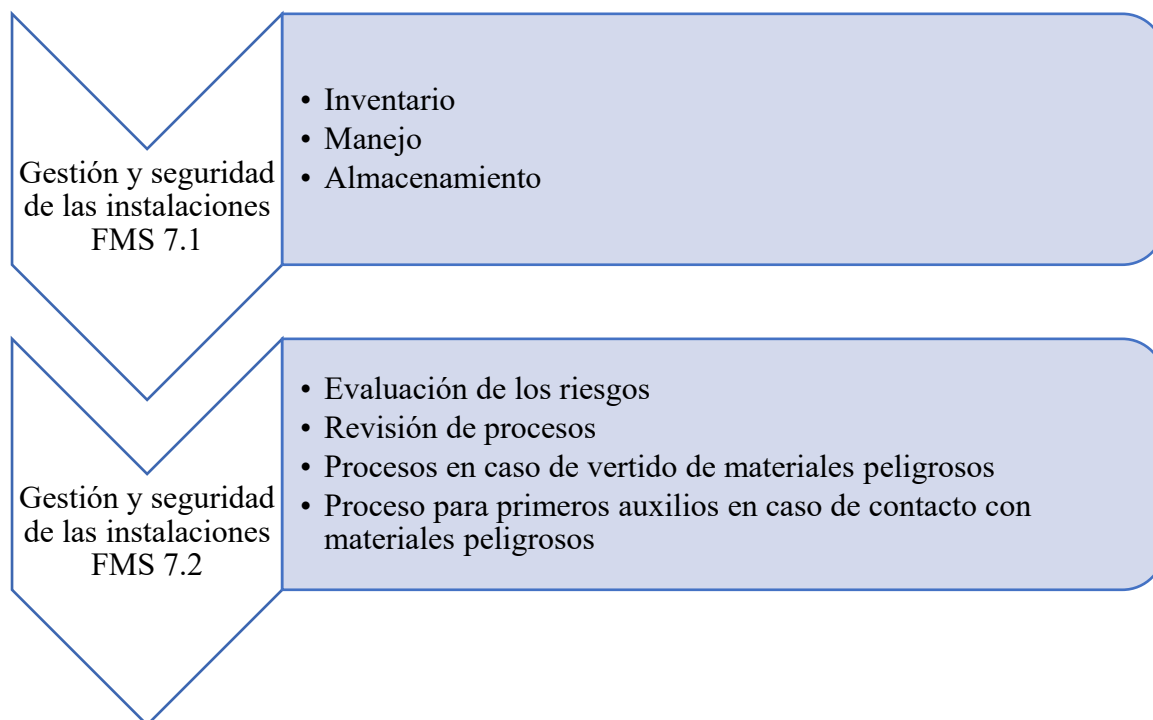 Gestión y seguridad
de las instalaciones
FMS 7.1
• Inventario
• Manejo
• Almacenamiento
Gestión y seguridad
de las instalaciones
FMS 7.2
• Evaluación de los riesgos
• Revisión de procesos
• Procesos en caso de vertido de materiales peligrosos
• Proceso para primeros auxilios en caso de contacto con
materiales peligrosos